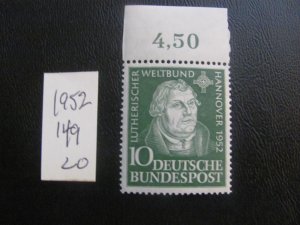 4,50
1952
149
20
LUTHERISCHER
WELTBUND
HANNOVER 1952
10 DEUTSCHE
BUNDESPOST